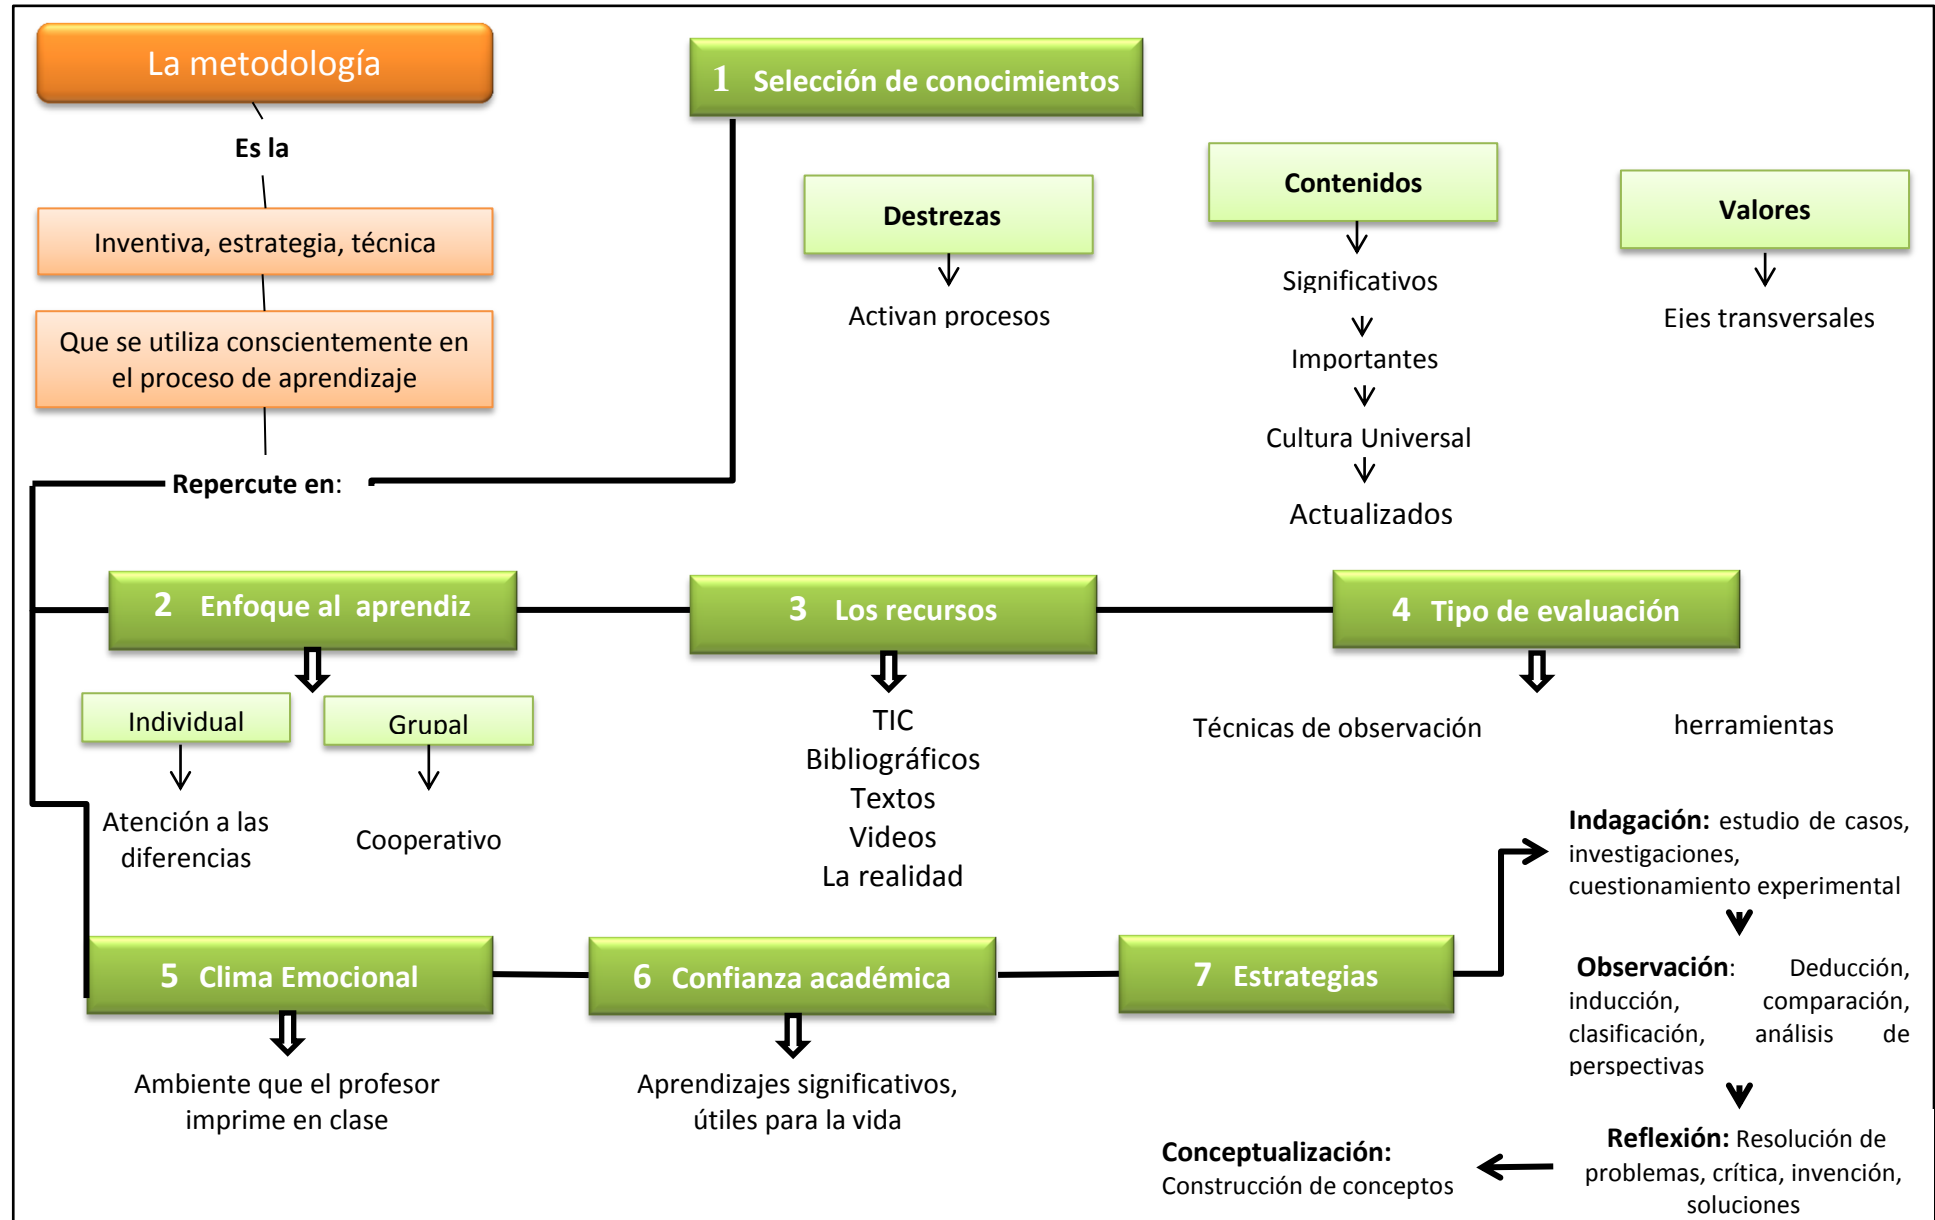 La metodología
Es la
Inventiva, estrategia, técnica
Que se utiliza conscientemente en
el proceso de aprendizaje
Repercute en:
1 Selección de conocimientos
Destrezas
Activan procesos
Contenidos
Significativos
Importantes
Cultura Universal
Actualizados
Valores
Ejes transversales
2 Enfoque al aprendiz
Individual
Atención a las
diferencias
Grupal
Cooperativo
3 Los recursos
TIC
Bibliográficos
Textos
Videos
La realidad
4 Tipo de evaluación
Técnicas de observación
herramientas
5 Clima Emocional
Ambiente que el profesor
imprime en clase
6 Confianza académica
Aprendizajes significativos,
útiles para la vida
7 Estrategias
Indagación: estudio de casos,
investigaciones,
cuestionamiento experimental
Observación: Deducción,
inducción, comparación,
clasificación, análisis de
perspectivas
Reflexión: Resolución de
problemas, crítica, invención,
soluciones
Conceptualización:
Construcción de conceptos